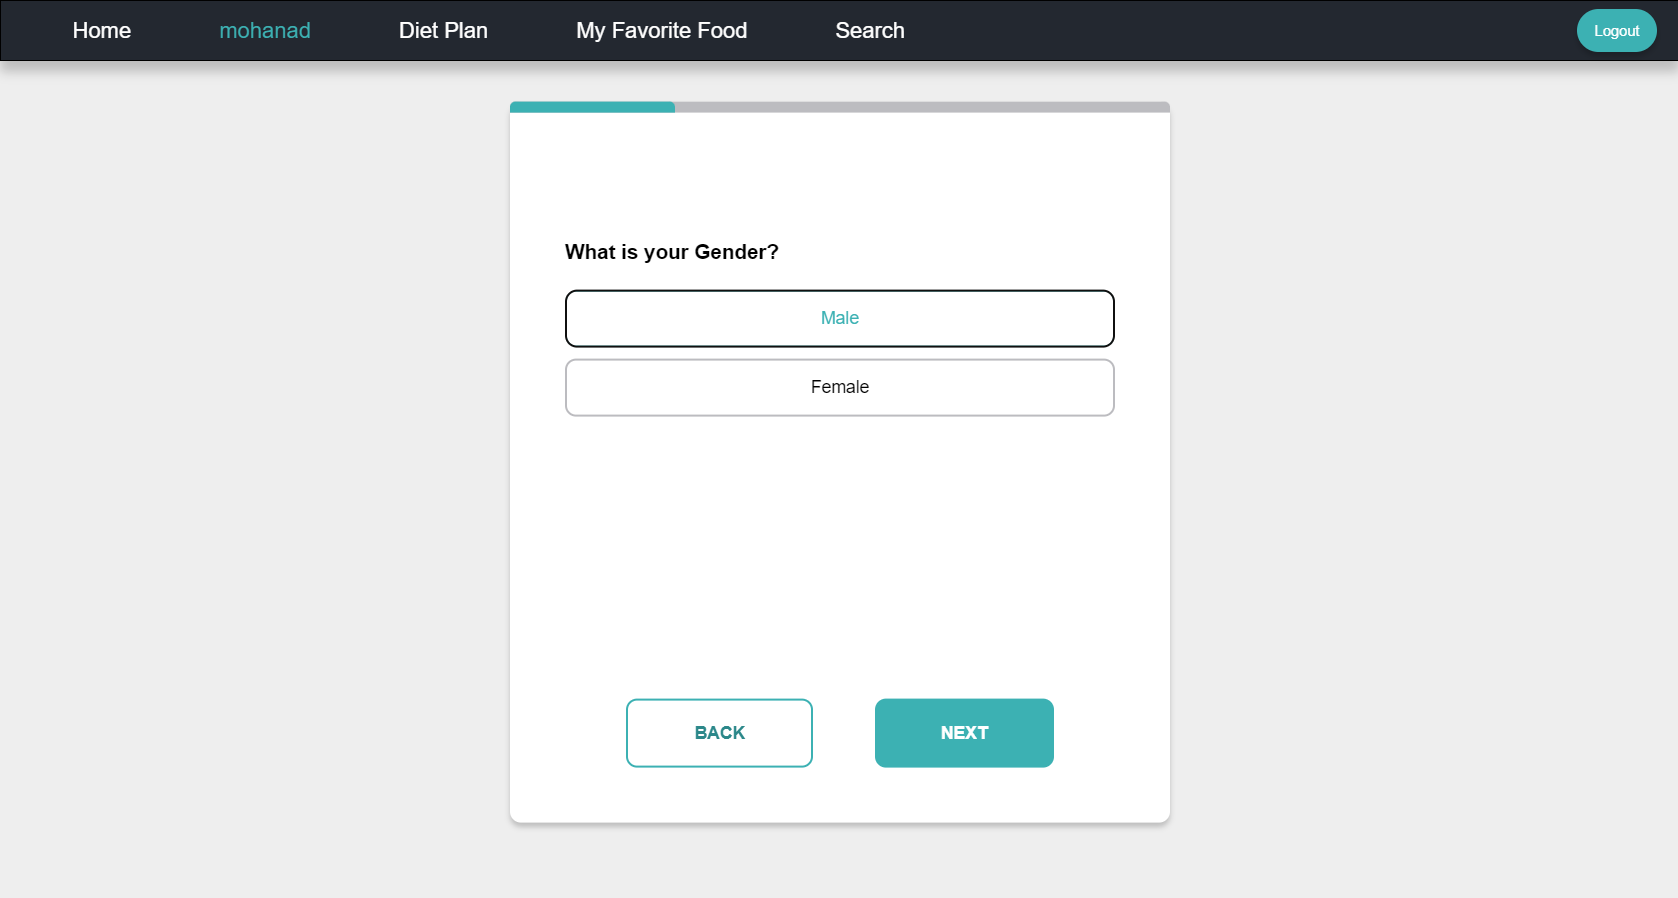 Home mohanad Diet Plan My Favorite Food Search Logout
What is your Gender?
Male
Female
BACK NEXT